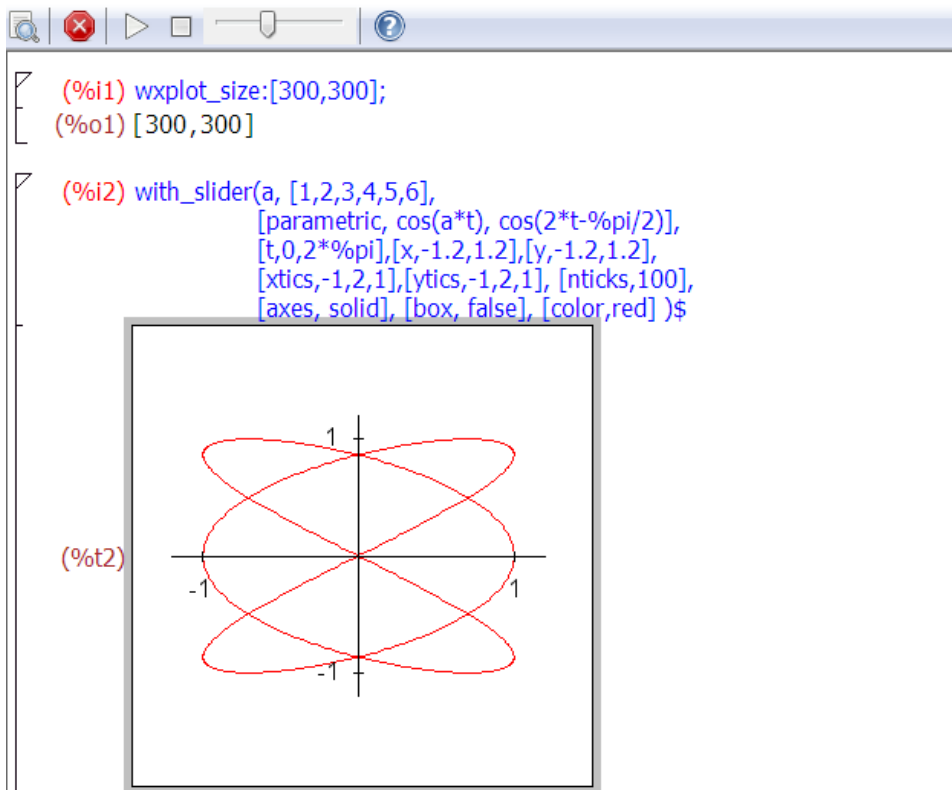 (%i1) wxplot_size:[300,300];
(%o1) [300,300]
(%i2) with_slider(a, [1,2,3,4,5,6],
[parametric, cos(a*t), cos(2*t-%pi/2)],
[t,0,2*%pi],[x,-1.2,1.2],[y,-1.2,1.2],
[xtics,-1,2,1],[ytics,-1,2,1], [nticks,100],
[axes, solid], [box, false], [color,red] )$
1
(%t2)
-1 1
-1